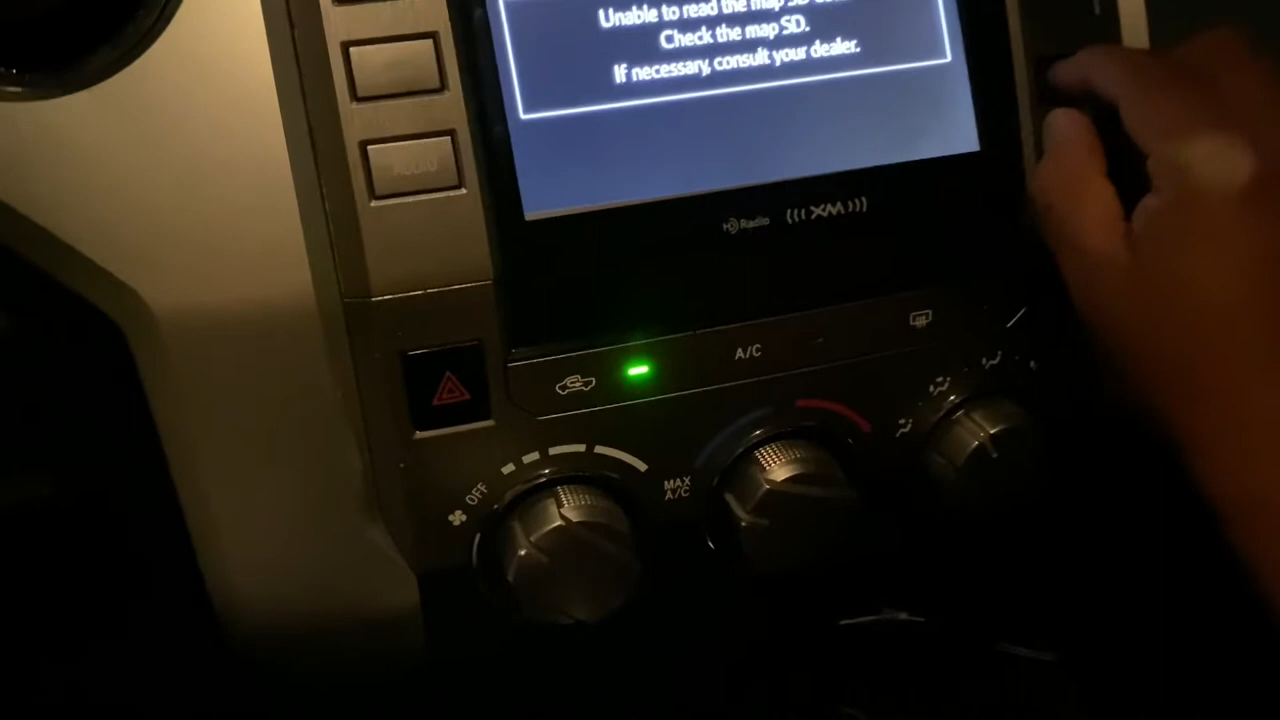 Unable to read the map SD
Check the map SD.
If necessary, consult your dealer.
AUDIO
HD Radio
XM
A/C
OFF
MAX
A/C